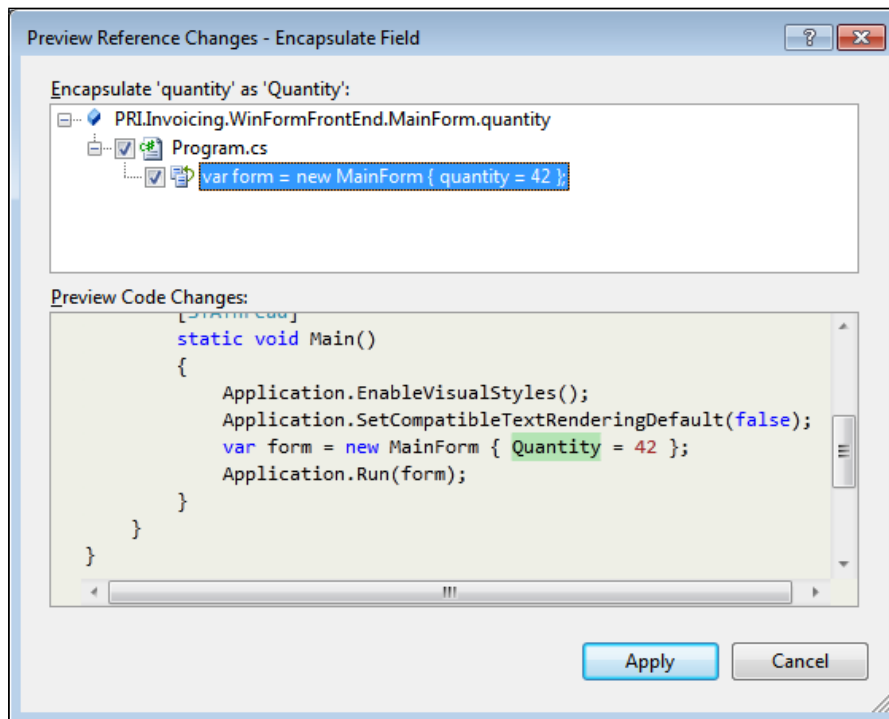 Preview Reference Changes - Encapsulate Field
Encapsulate 'quantity' as 'Quantity':
PRI.Invoicing.WinFormFrontEnd.MainForm.quantity
Program.cs
var form = new MainForm { quantity = 42 };
Preview Code Changes:
[STAThread]
static void Main()
{
Application.EnableVisualStyles();
Application.SetCompatibleTextRenderingDefault(false);
var form = new MainForm { Quantity = 42 };
Application.Run(form);
}
}
}
Apply Cancel